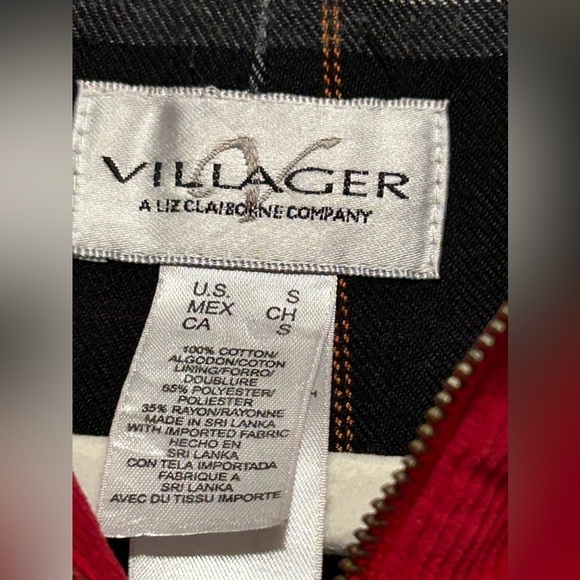 VILLAGER
A LIZ CLAIBORNE COMPANY
U.S. S
MEX CH
CA S
100% COTTON/
ALGODON/COTON
LINING/FORRO/
DOUBLURE
65% POLYESTER/
POLIESTER
35% RAYON/RAYONNE
MADE IN SRI LANKA
WITH IMPORTED FABRIC
HECHO EN
SRI LANKA
CON TELA IMPORTADA
FABRIQUE A
SRI LANKA
AVEC DU TISSU IMPORTE